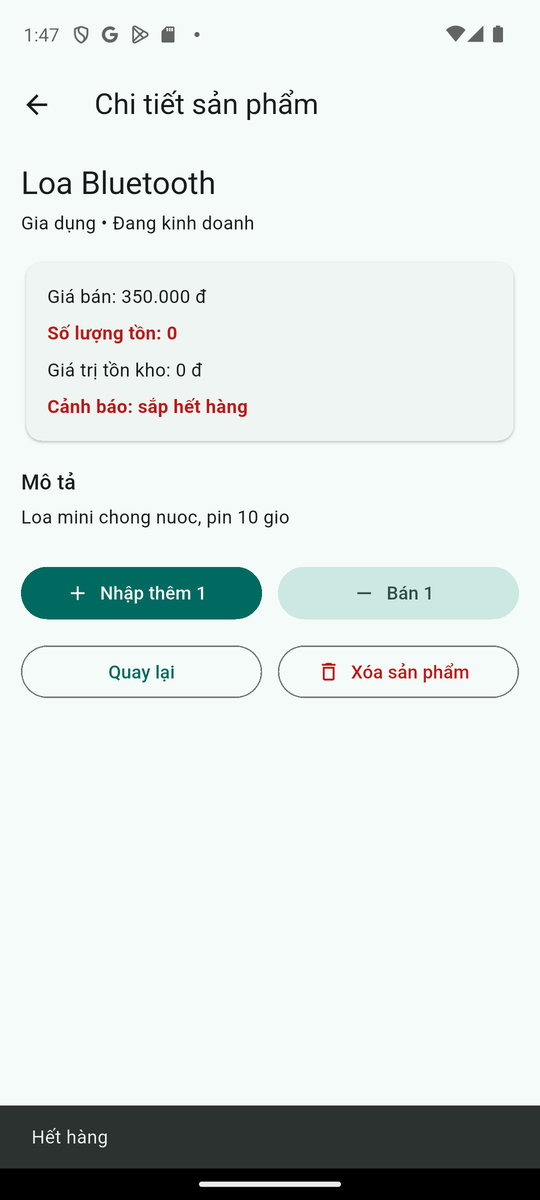 1:47
Chi tiết sản phẩm
Loa Bluetooth
Gia dụng • Đang kinh doanh
Giá bán: 350.000 đ
Số lượng tồn: 0
Giá trị tồn kho: 0 đ
Cảnh báo: sắp hết hàng
Mô tả
Loa mini chong nuoc, pin 10 gio
Nhập thêm 1
Bán 1
Quay lại
Xóa sản phẩm
Hết hàng